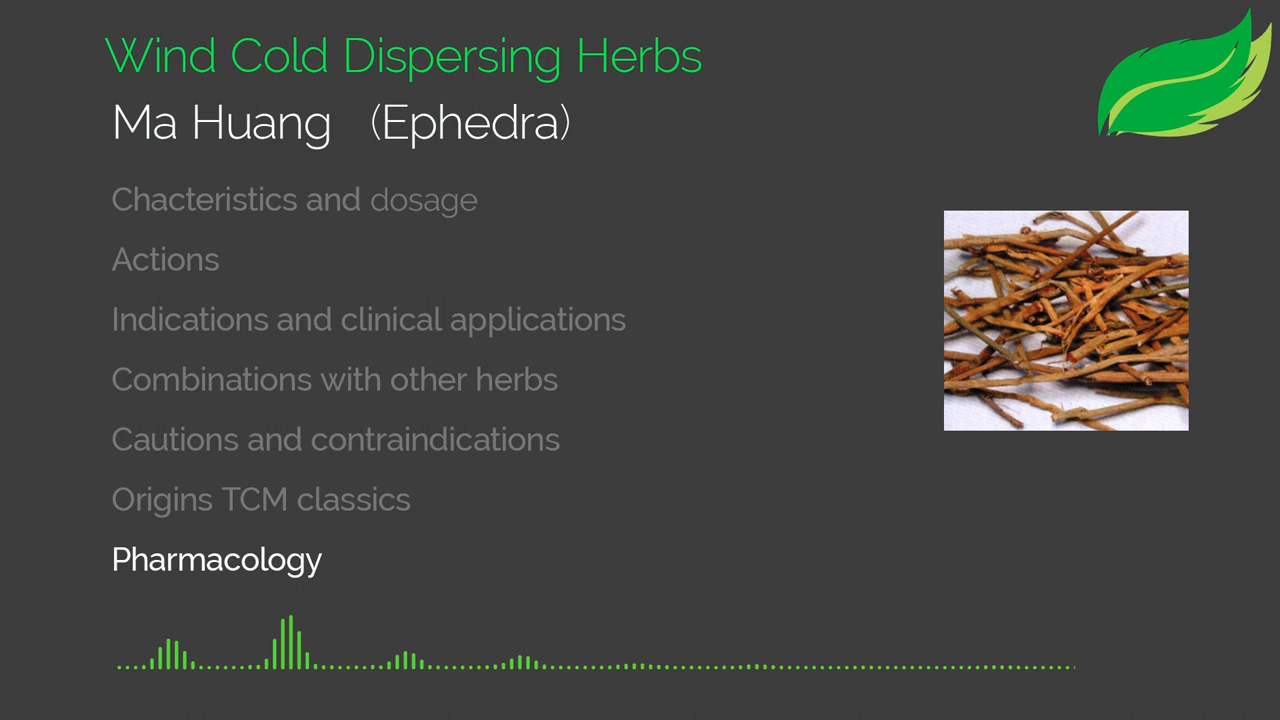 Wind Cold Dispersing Herbs
Ma Huang (Ephedra)
Chacteristics and dosage
Actions
Indications and clinical applications
Combinations with other herbs
Cautions and contraindications
Origins TCM classics
Pharmacology